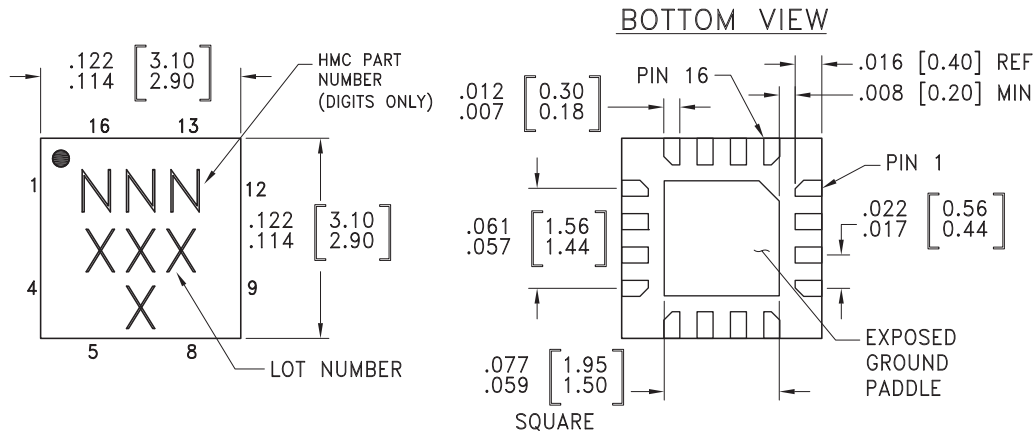 BOTTOM VIEW
.122 [3.10]
.114 [2.90]
HMC PART
NUMBER
(DIGITS ONLY)
16
13
1
12
4
9
5
8
NNN
XXX
X
.122 [3.10]
.114 [2.90]
LOT NUMBER
PIN 16
.016 [0.40] REF
.008 [0.20] MIN
.012 [0.30]
.007 [0.18]
PIN 1
.061 [1.56]
.057 [1.44]
.022 [0.56]
.017 [0.44]
.077 [1.95]
.059 [1.50]
SQUARE
EXPOSED
GROUND
PADDLE